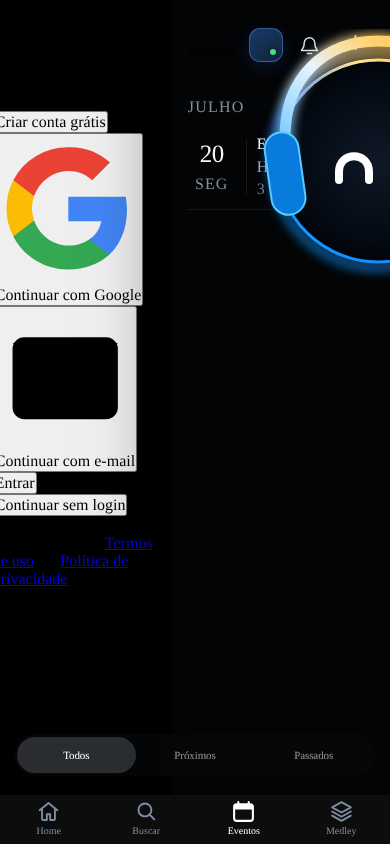 Criar conta grátis
Continuar com Google
Continuar com e-mail
Entrar
Continuar sem login
Termos
e uso Política de
rivacidade
JULHO
20
SEG
E
H
3
Todos
Próximos
Passados
Home
Buscar
Eventos
Medley